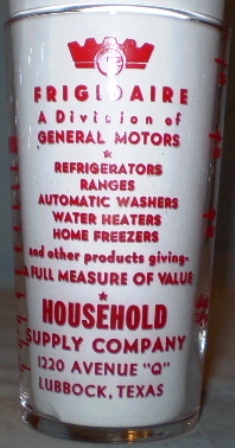 FRIGIDAIRE
A Division of
GENERAL MOTORS
REFRIGERATORS
RANGES
AUTOMATIC WASHERS
WATER HEATERS
HOME FREEZERS
and other products giving-
A FULL MEASURE OF VALUE
HOUSEHOLD
SUPPLY COMPANY
1220 AVENUE "Q"
LUBBOCK, TEXAS